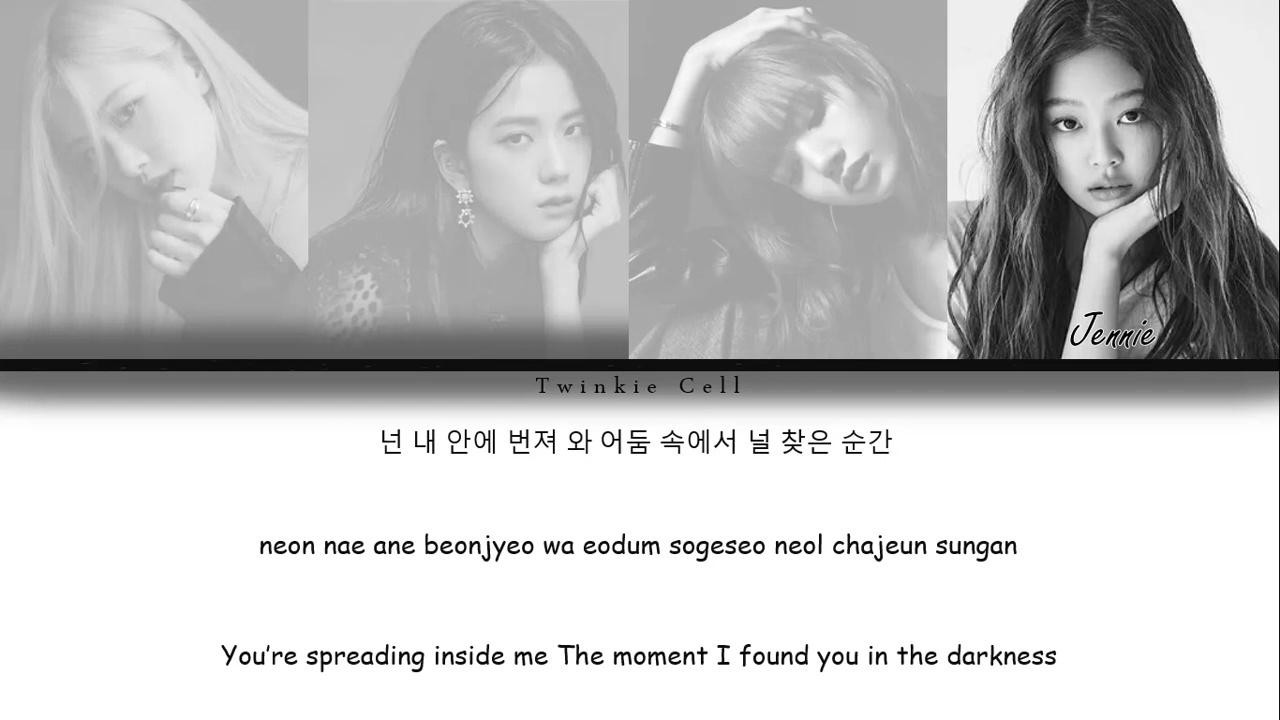 Jennie
Twinkie Cell
넌 내 안에 번져 와 어둠 속에서 널 찾은 순간
neon nae ane beonjyeo wa eodum sogeseo neol chajeun sungan
You're spreading inside me The moment I found you in the darkness